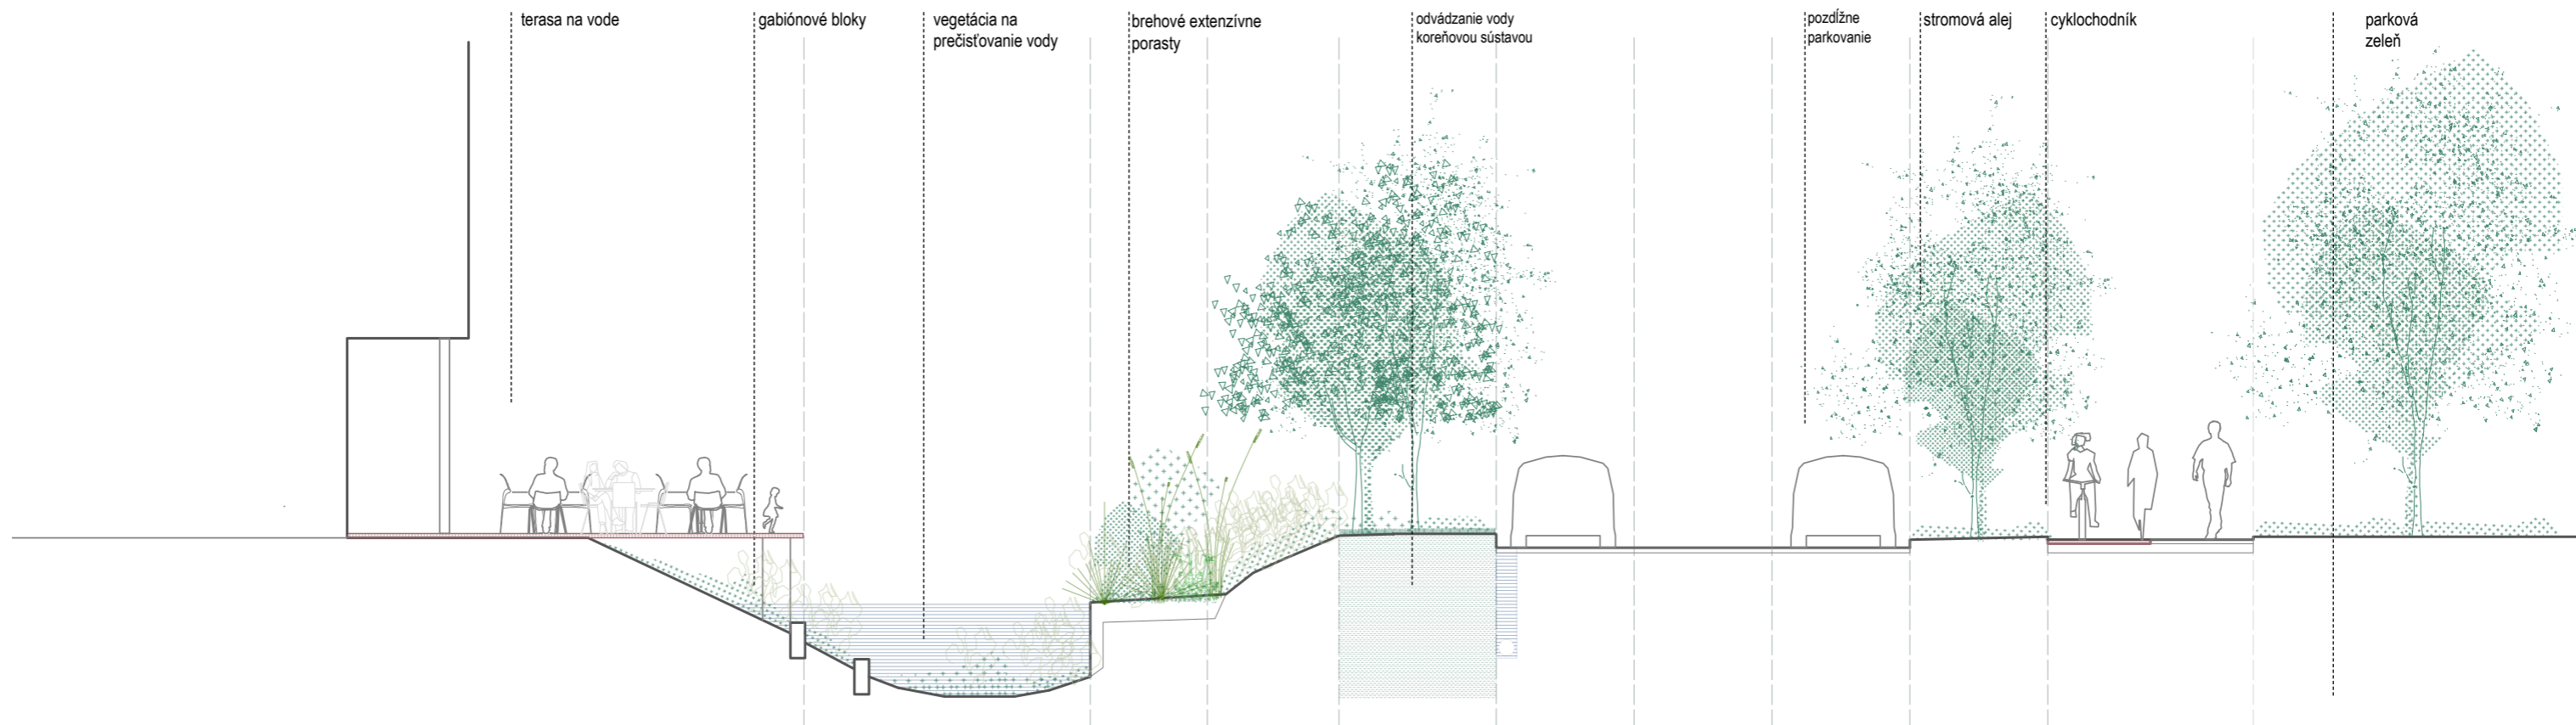 terasa na vode
gabiónové bloky
vegetácia na
prečisťovanie vody
brehové extenzívne
porasty
odvádzanie vody
koreňovou sústavou
pozdĺžne
parkovanie
stromová alej
cyklochodník
parková
zeleň